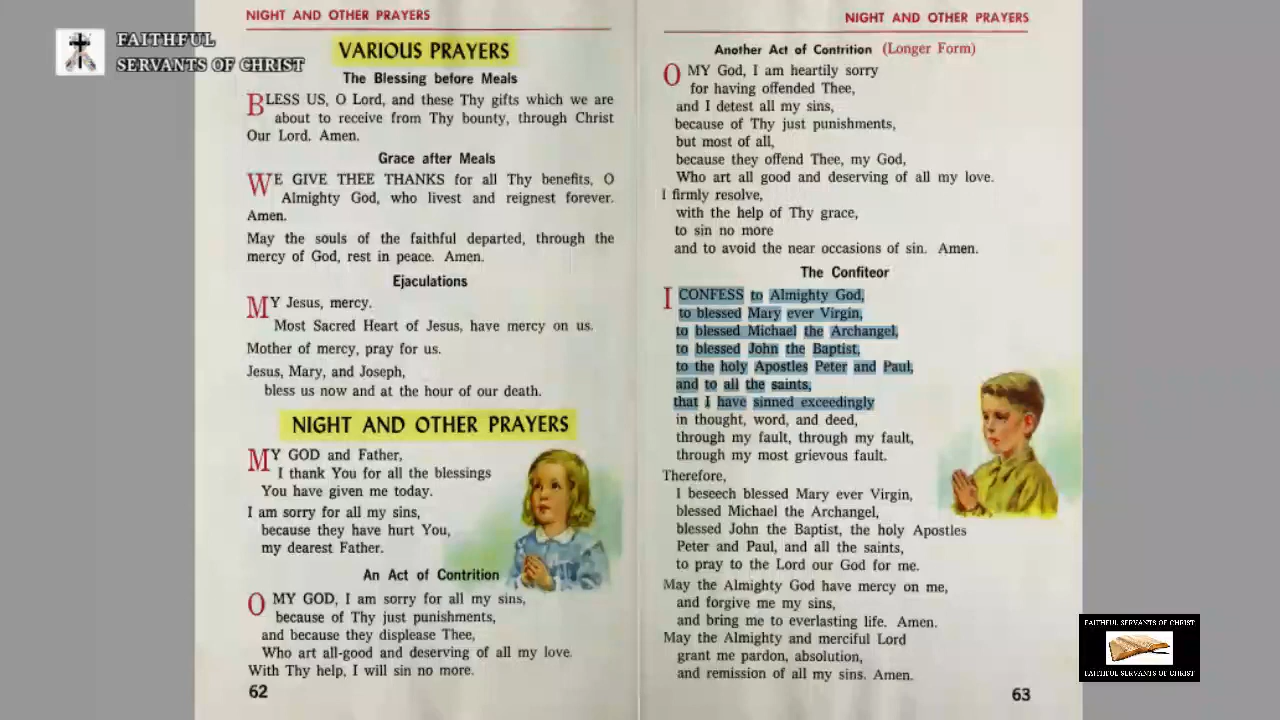 FAITHFUL
SERVANTS OF CHRIST
NIGHT AND OTHER PRAYERS
VARIOUS PRAYERS
The Blessing before Meals
BLESS US, O Lord, and these Thy gifts which we are
about to receive from Thy bounty, through Christ
Our Lord. Amen.
Grace after Meals
WE GIVE THEE THANKS for all Thy benefits, O
Almighty God, who livest and reignest forever.
Amen.
May the souls of the faithful departed, through the
mercy of God, rest in peace. Amen.
Ejaculations
MY Jesus, mercy.
Most Sacred Heart of Jesus, have mercy on us.
Mother of mercy, pray for us.
Jesus, Mary, and Joseph,
bless us now and at the hour of our death.
NIGHT AND OTHER PRAYERS
MY GOD and Father,
I thank You for all the blessings
You have given me today.
I am sorry for all my sins,
because they have hurt You,
my dearest Father.
An Act of Contrition
O MY GOD, I am sorry for all my sins,
because of Thy just punishments,
and because they displease Thee,
Who art all-good and deserving of all my love.
With Thy help, I will sin no more.
62
NIGHT AND OTHER PRAYERS
Another Act of Contrition (Longer Form)
O MY God, I am heartily sorry
for having offended Thee,
and I detest all my sins,
because of Thy just punishments,
but most of all,
because they offend Thee, my God,
Who art all good and deserving of all my love.
I firmly resolve,
with the help of Thy grace,
to sin no more
and to avoid the near occasions of sin. Amen.
The Confiteor
I CONFESS to Almighty God,
to blessed Mary ever Virgin,
to blessed Michael the Archangel,
to blessed John the Baptist,
to the holy Apostles Peter and Paul,
and to all the saints,
that I have sinned exceedingly
in thought, word, and deed,
through my fault, through my fault,
through my most grievous fault.
Therefore,
I beseech blessed Mary ever Virgin,
blessed Michael the Archangel,
blessed John the Baptist, the holy Apostles
Peter and Paul, and all the saints,
to pray to the Lord our God for me.
May the Almighty God have mercy on me,
and forgive me my sins,
and bring me to everlasting life. Amen.
May the Almighty and merciful Lord
grant me pardon, absolution,
and remission of all my sins. Amen.
63
FAITHFUL SERVANTS OF CHRIST
FAITHFUL SERVANTS OF CHRIST